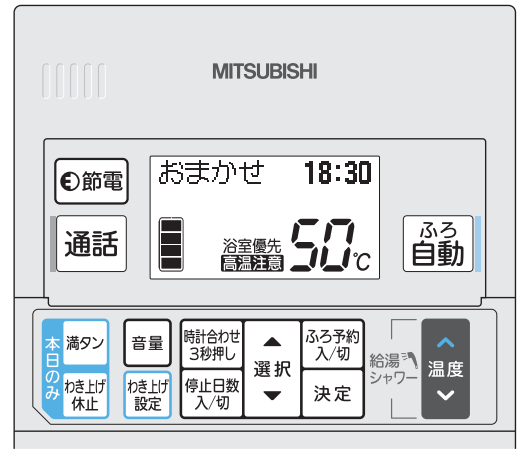 MITSUBISHI
節電
おまかせ 18:30
通話
浴室優先
高温注意
50℃
ふろ
自動
本日のみ
満タン
わき上げ
休止
音量
わき上げ
設定
時計合わせ
3秒押し
停止日数
入/切
▲
選択
▼
ふろ予約
入/切
決定
給湯
シャワー
温度